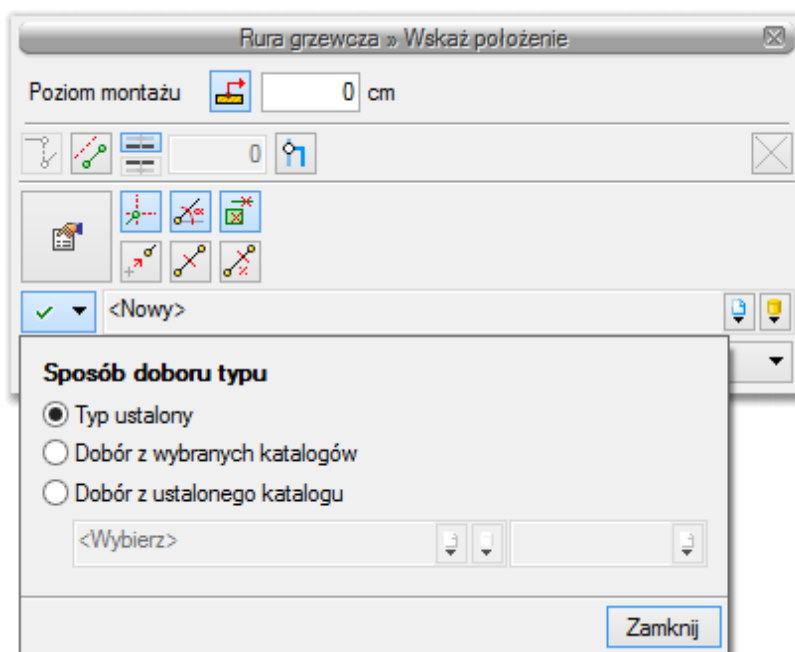 Rura grzewcza » Wskaż położenie
Poziom montażu 0 cm
0
<Nowy>
Sposób doboru typu
Typ ustalony
Dobór z wybranych katalogów
Dobór z ustalonego katalogu
<Wybierz>
Zamknij